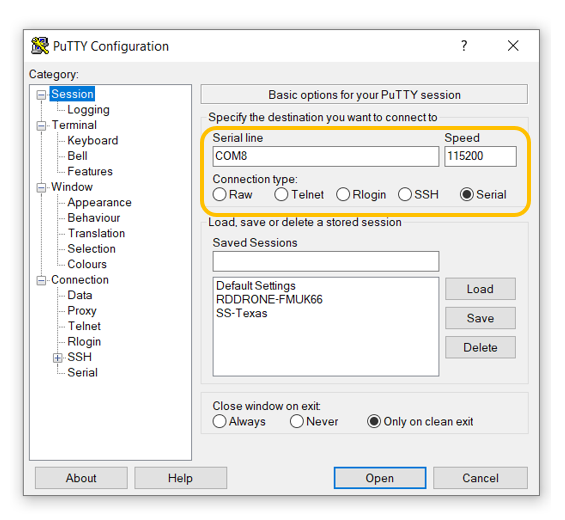 PuTTY Configuration
?
Category:
Session
Logging
Terminal
Keyboard
Bell
Features
Window
Appearance
Behaviour
Translation
Selection
Colours
Connection
Data
Proxy
Telnet
Rlogin
SSH
Serial
Basic options for your PuTTY session
Specify the destination you want to connect to
Serial line Speed
COM8 115200
Connection type:
Raw Telnet Rlogin SSH Serial
Load, save or delete a stored session
Saved Sessions
Default Settings
RDDRONE-FMUK66
SS-Texas
Load
Save
Delete
Close window on exit:
Always Never Only on clean exit
About Help Open Cancel